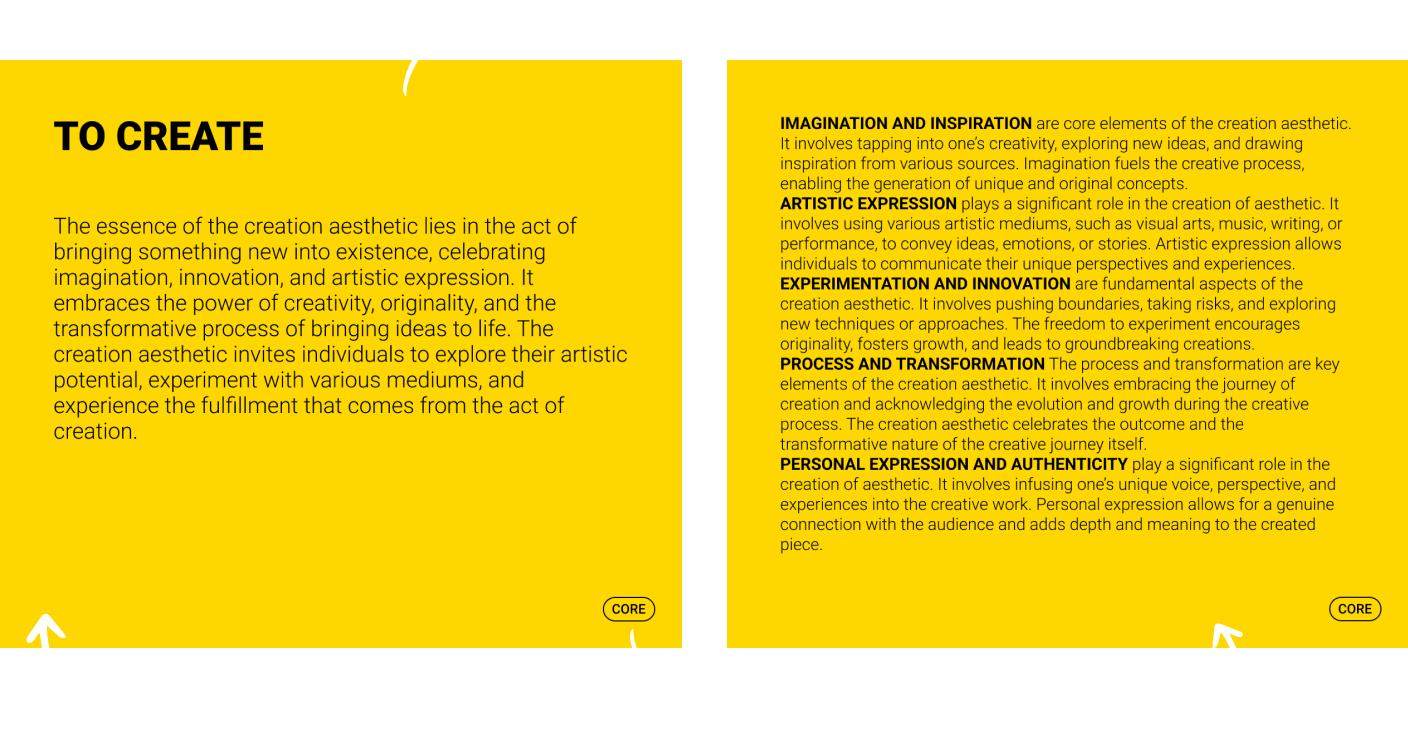 TO CREATE
The essence of the creation aesthetic lies in the act of
bringing something new into existence, celebrating
imagination, innovation, and artistic expression. It
embraces the power of creativity, originality, and the
transformative process of bringing ideas to life. The
creation aesthetic invites individuals to explore their artistic
potential, experiment with various mediums, and
experience the fulfillment that comes from the act of
creation.
CORE
IMAGINATION AND INSPIRATION are core elements of the creation aesthetic.
It involves tapping into one’s creativity, exploring new ideas, and drawing
inspiration from various sources. Imagination fuels the creative process,
enabling the generation of unique and original concepts.
ARTISTIC EXPRESSION plays a significant role in the creation of aesthetic. It
involves using various artistic mediums, such as visual arts, music, writing, or
performance, to convey ideas, emotions, or stories. Artistic expression allows
individuals to communicate their unique perspectives and experiences.
EXPERIMENTATION AND INNOVATION are fundamental aspects of the
creation aesthetic. It involves pushing boundaries, taking risks, and exploring
new techniques or approaches. The freedom to experiment encourages
originality, fosters growth, and leads to groundbreaking creations.
PROCESS AND TRANSFORMATION The process and transformation are key
elements of the creation aesthetic. It involves embracing the journey of
creation and acknowledging the evolution and growth during the creative
process. The creation aesthetic celebrates the outcome and the
transformative nature of the creative journey itself.
PERSONAL EXPRESSION AND AUTHENTICITY play a significant role in the
creation of aesthetic. It involves infusing one’s unique voice, perspective, and
experiences into the creative work. Personal expression allows for a genuine
connection with the audience and adds depth and meaning to the created
piece.
CORE